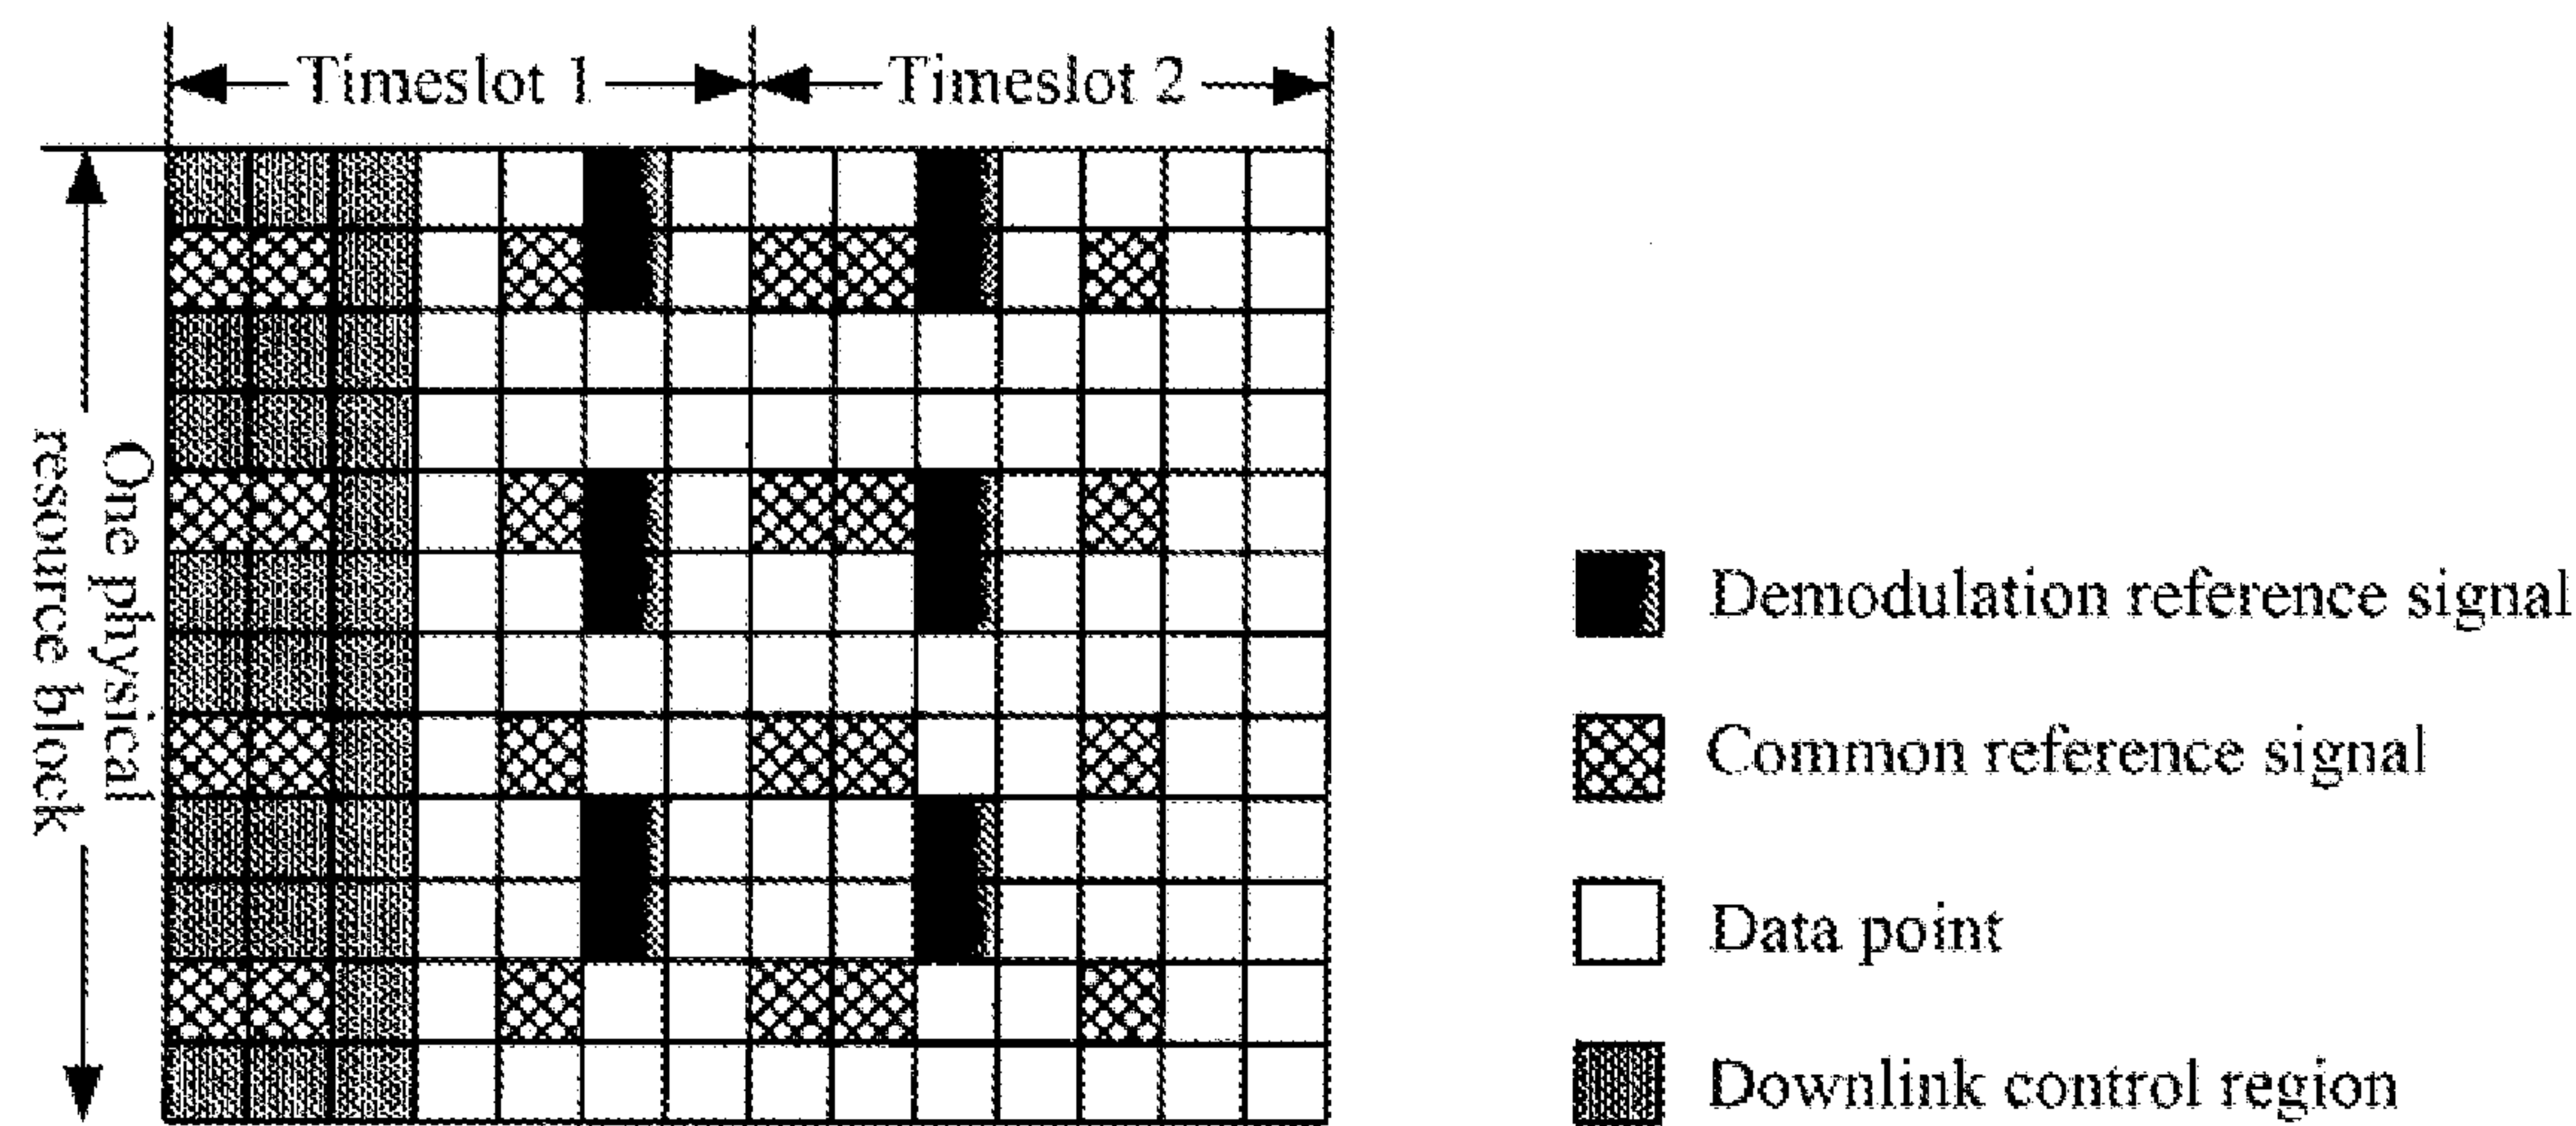 Timeslot 1
Timeslot 2
One physical
resource block
Demodulation reference signal
Common reference signal
Data point
Downlink control region